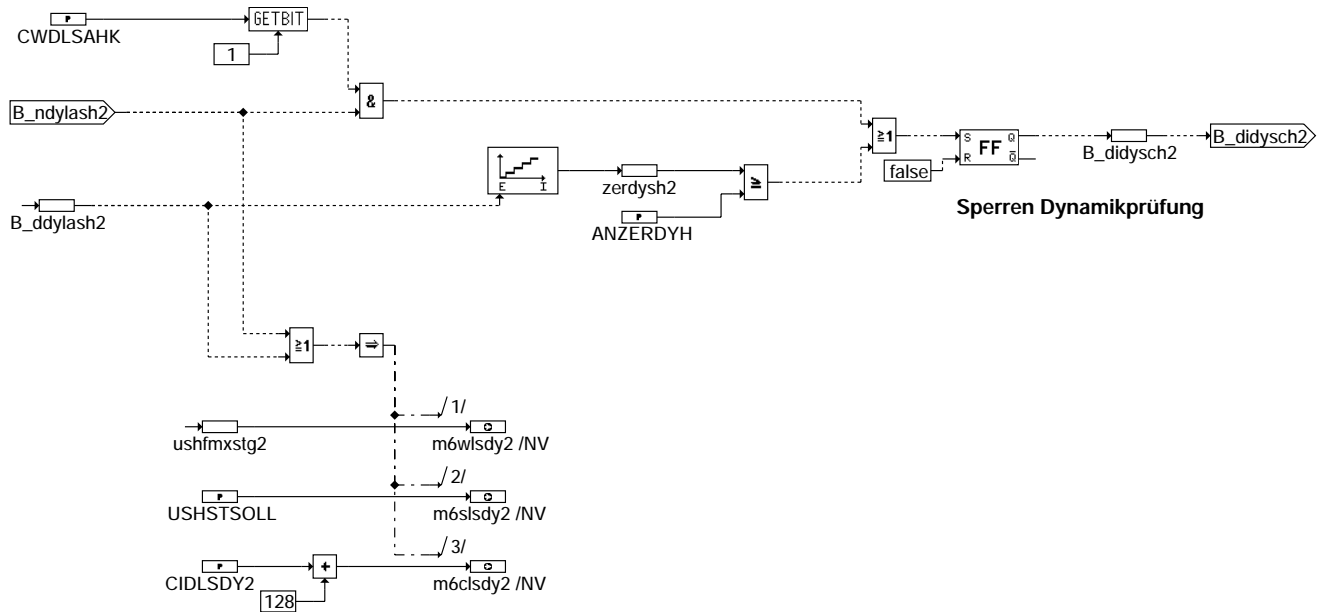 P
GETBIT
CWDLSAHK
1
B_ndylash2
&
≥1
S Q
FF
R Q̅
B_didysch2
B_didysch2
false
E I
zerdysh2
≥
P
ANZERDYH
Sperren Dynamikprüfung
B_ddylash2
≥1
⇒
/1/
ushfmxstg2
m6wlsdy2 /NV
/2/
P
USHSTSOLL
m6slsdy2 /NV
/3/
P
+
CIDLSDY2
m6clsdy2 /NV
128